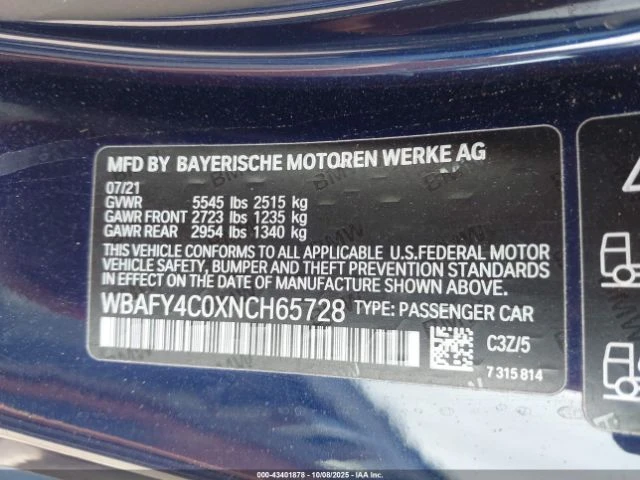 MFD BY BAYERISCHE MOTOREN WERKE AG
07/21
GVWR 5545 lbs 2515 kg
GAWR FRONT 2723 lbs 1235 kg
GAWR REAR 2954 lbs 1340 kg
THIS VEHICLE CONFORMS TO ALL APPLICABLE U.S.FEDERAL MOTOR
VEHICLE SAFETY, BUMPER AND THEFT PREVENTION STANDARDS
IN EFFECT ON THE DATE OF MANUFACTURE SHOWN ABOVE.
WBAFY4C0XNCH65728 TYPE: PASSENGER CAR
C3Z/5
7 315 814
000-43401878 | 10/08/2025 | IAAI.COM